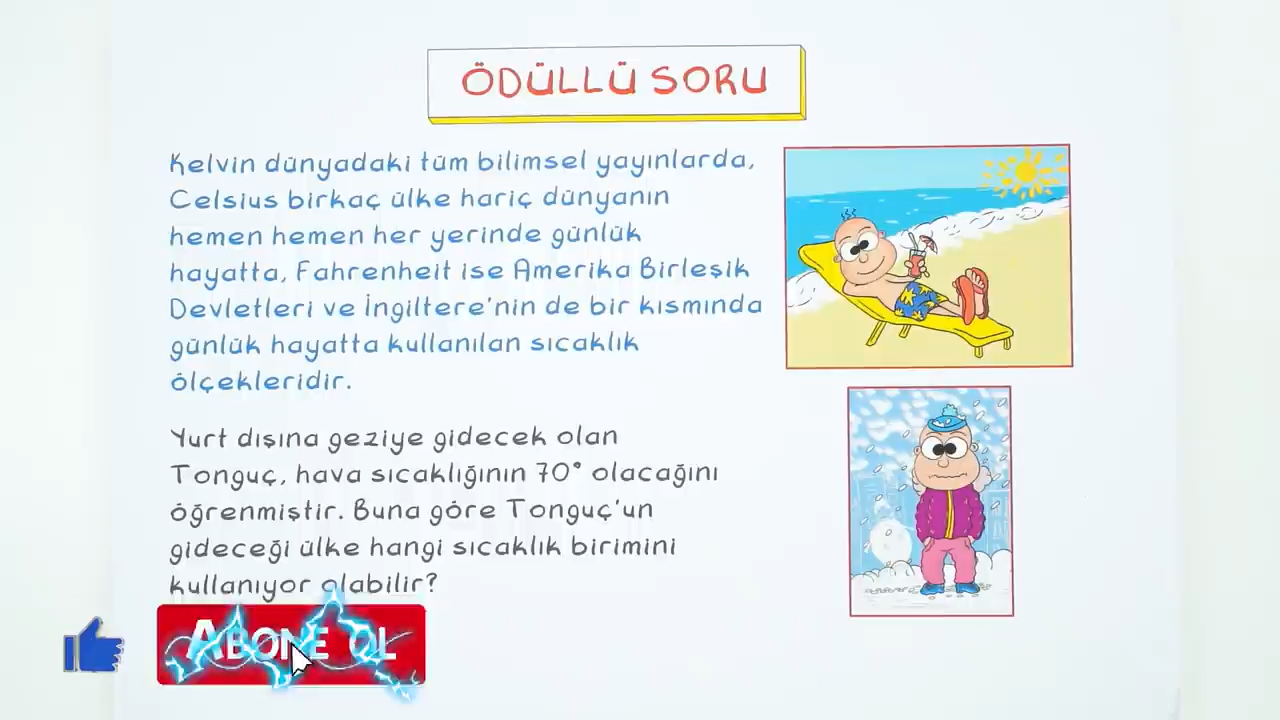 ÖDÜLLÜ SORU
Kelvin dünyadaki tüm bilimsel yayınlarda,
Celsius birkaç ülke hariç dünyanın
hemen hemen her yerinde günlük
hayatta, Fahrenheit ise Amerika Birleşik
Devletleri ve İngiltere'nin de bir kısmında
günlük hayatta kullanılan sıcaklık
ölçekleridir.
Yurt dışına geziye gidecek olan
Tonguç, hava sıcaklığının 70° olacağını
öğrenmiştir. Buna göre Tonguç'un
gideceği ülke hangi sıcaklık birimini
kullanıyor olabilir?
ABONE OL